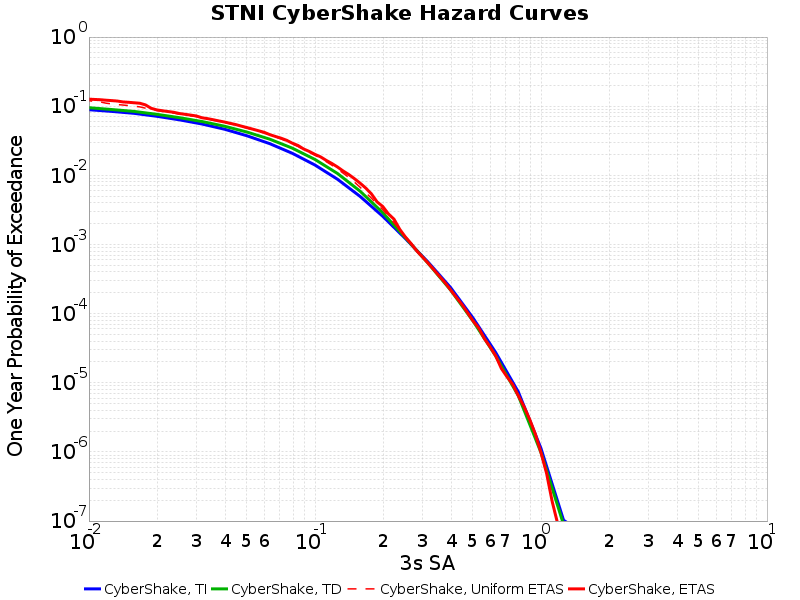 STNI CyberShake Hazard Curves
One Year Probability of Exceedance
10^0
10^-1
10^-2
10^-3
10^-4
10^-5
10^-6
10^-7
10^-2 2 3 4 5 6 10^-1 2 3 4 5 6 7 10^0 2 3 4 5 6 7 10^1
3s SA
CyberShake, TI CyberShake, TD CyberShake, Uniform ETAS CyberShake, ETAS